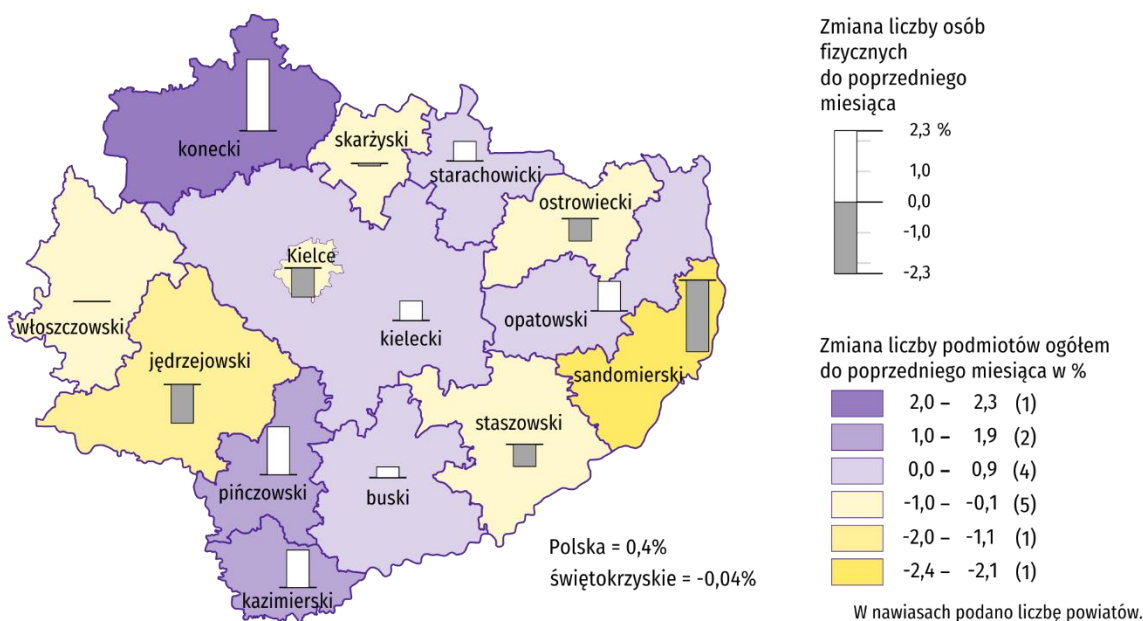 konecki
skarżyski
starachowicki
ostrowiecki
Kielce
włoszczowski
kielecki
opatowski
jędrzejowski
sandomierski
staszowski
pińczowski
buski
kazimierski
Polska = 0,4%
świętokrzyskie = -0,04%
Zmiana liczby osób
fizycznych
do poprzedniego
miesiąca
2,3 %
1,0
0,0
-1,0
-2,3
Zmiana liczby podmiotów ogółem
do poprzedniego miesiąca w %
2,0 – 2,3 (1)
1,0 – 1,9 (2)
0,0 – 0,9 (4)
-1,0 – -0,1 (5)
-2,0 – -1,1 (1)
-2,4 – -2,1 (1)
W nawiasach podano liczbę powiatów.